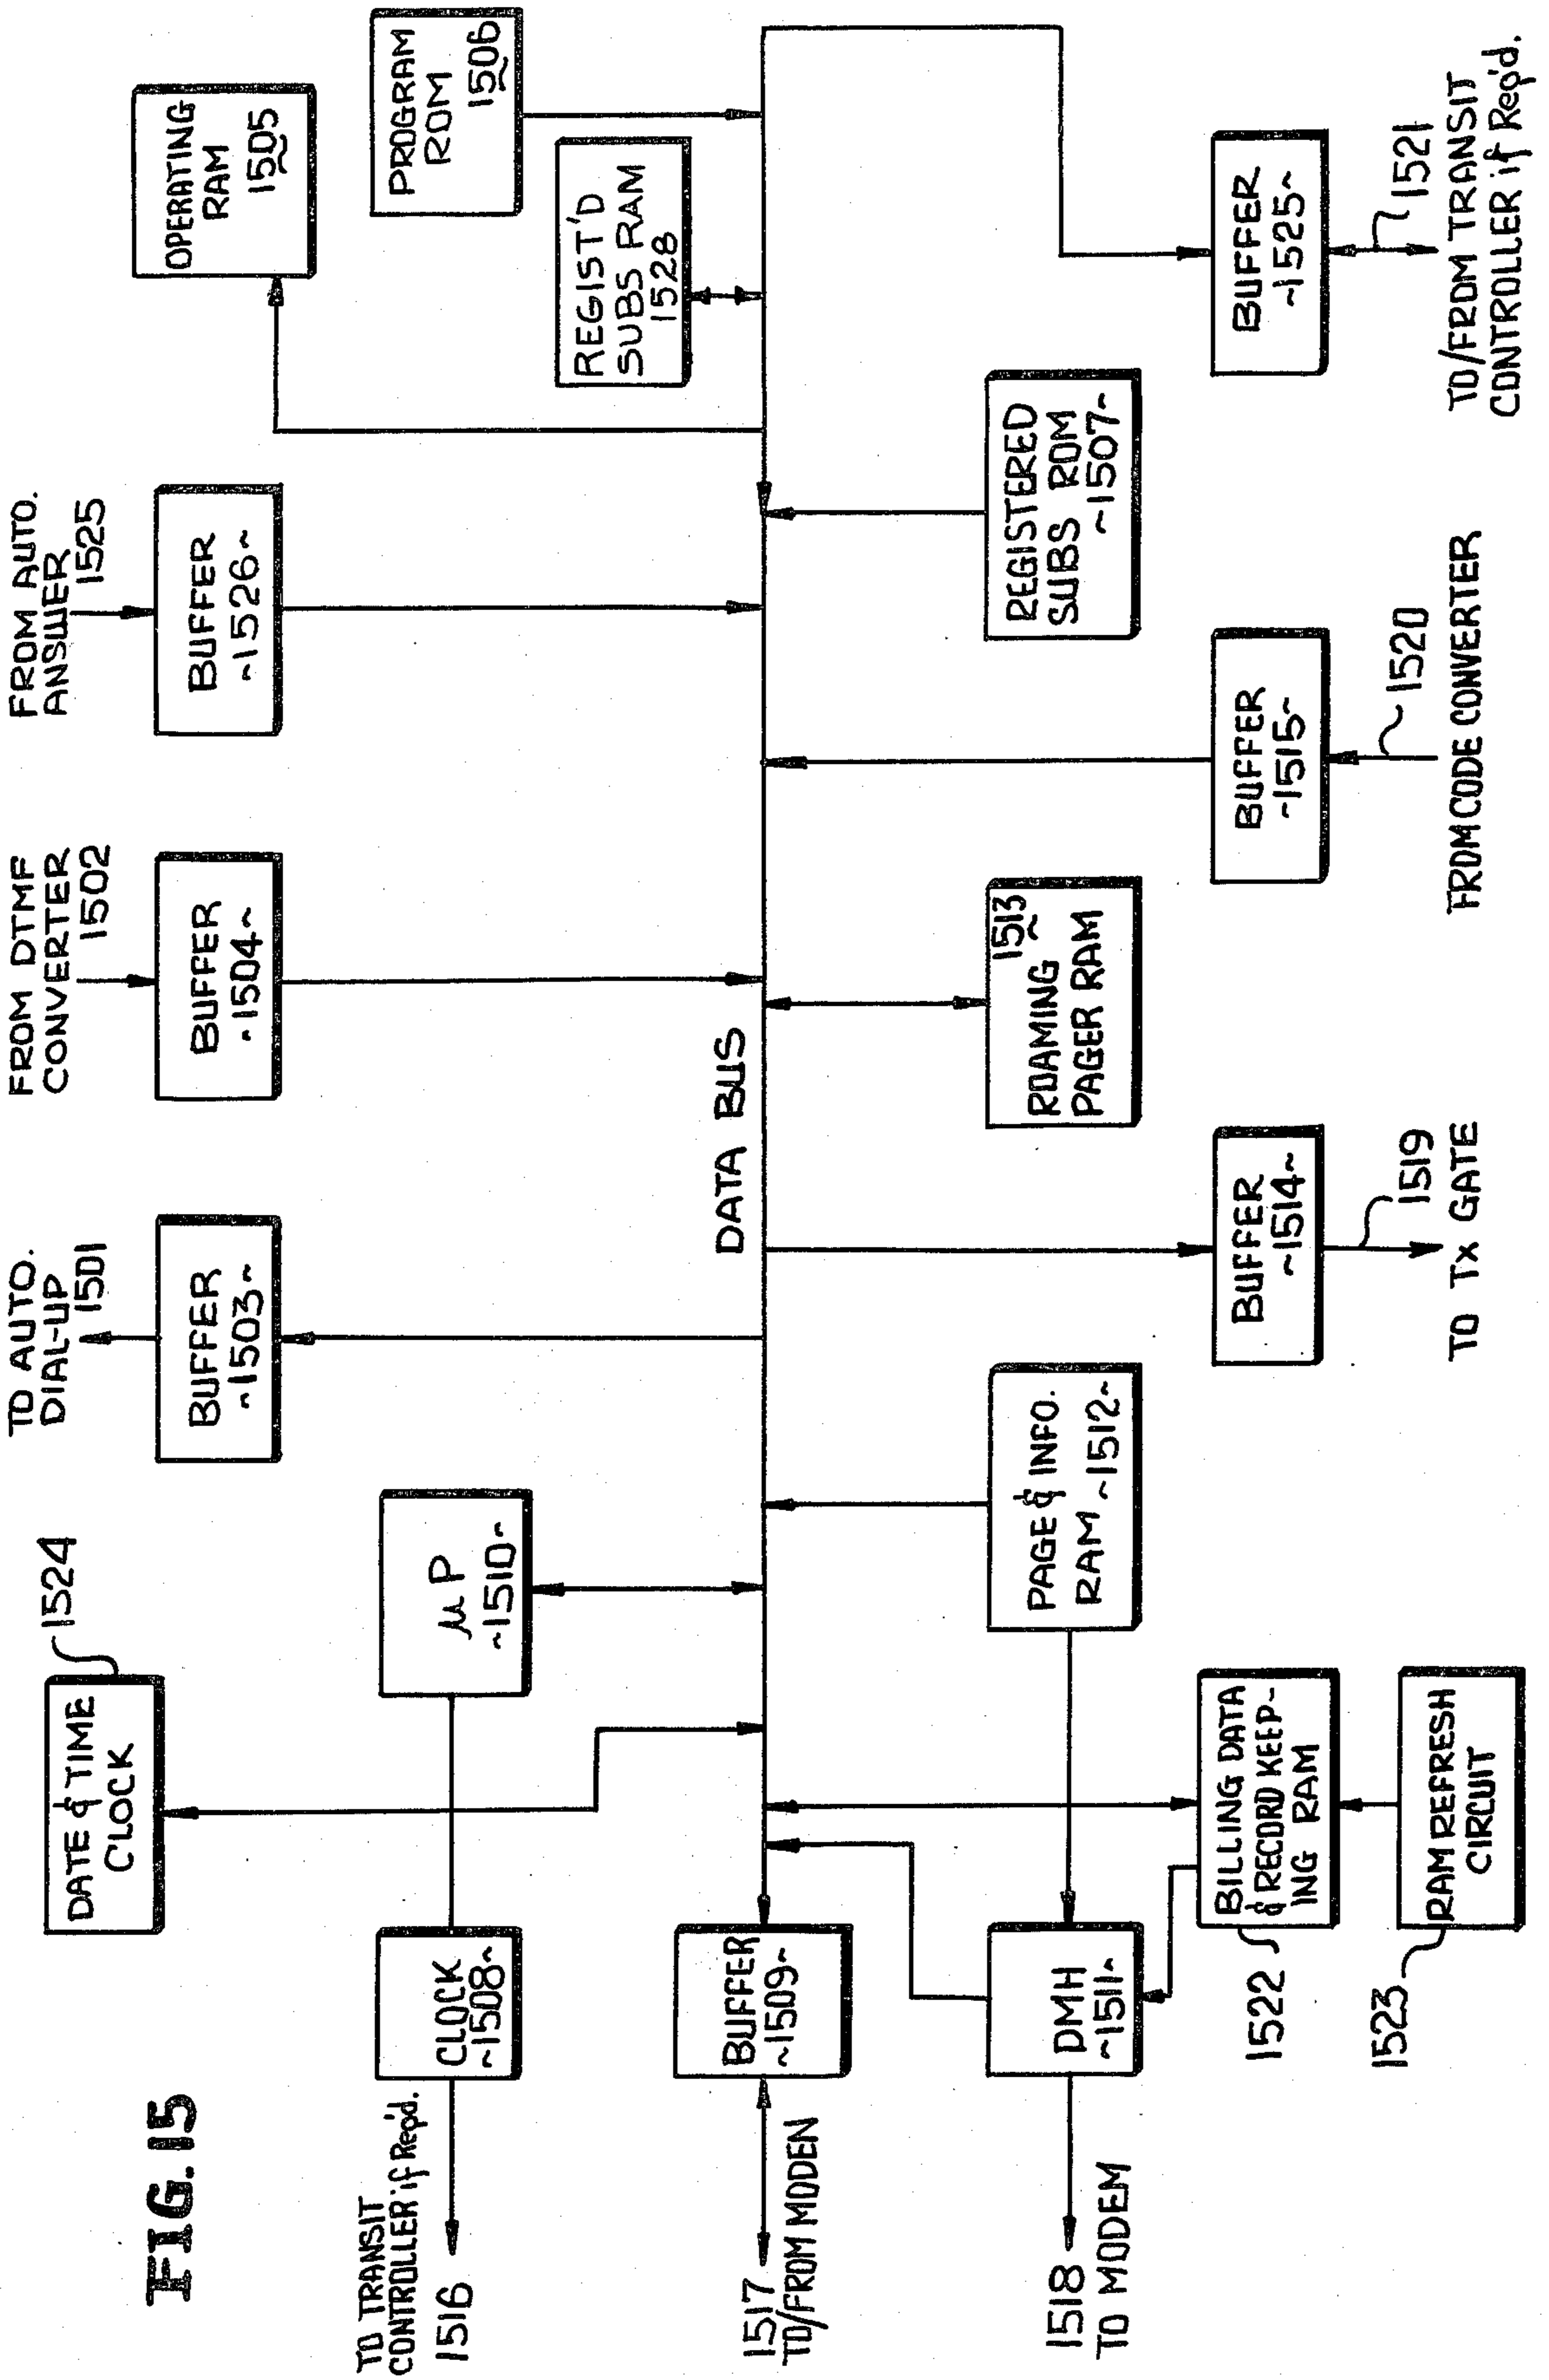 FIG. 15
DATE & TIME
CLOCK
1524
TO AUTO.
DIAL-UP
1501
FROM DTMF
CONVERTER
1502
FROM AUTO.
ANSWER
1525
BUFFER
~1503~
BUFFER
~1504~
BUFFER
~1526~
OPERATING
RAM
1505
TO TRANSIT
CONTROLLER if Req'd.
1516
CLOCK
~1508~
μP
~1510~
PROGRAM
ROM
1506
REGIST'D
SUBS RAM
1528
1517
TO/FROM MODEN
BUFFER
~1509~
DATA BUS
1518
TO MODEM
DMH
~1511~
PAGE & INFO.
RAM ~1512~
1513
ROAMING
PAGER RAM
REGISTERED
SUBS ROM
~1507~
1522
BILLING DATA
& RECORD KEEP-
ING RAM
BUFFER
~1514~
BUFFER
~1515~
BUFFER
~1525~
1523
RAM REFRESH
CIRCUIT
1519
TO TX GATE
1520
FROM CODE CONVERTER
1521
TO/FROM TRANSIT
CONTROLLER if Req'd.